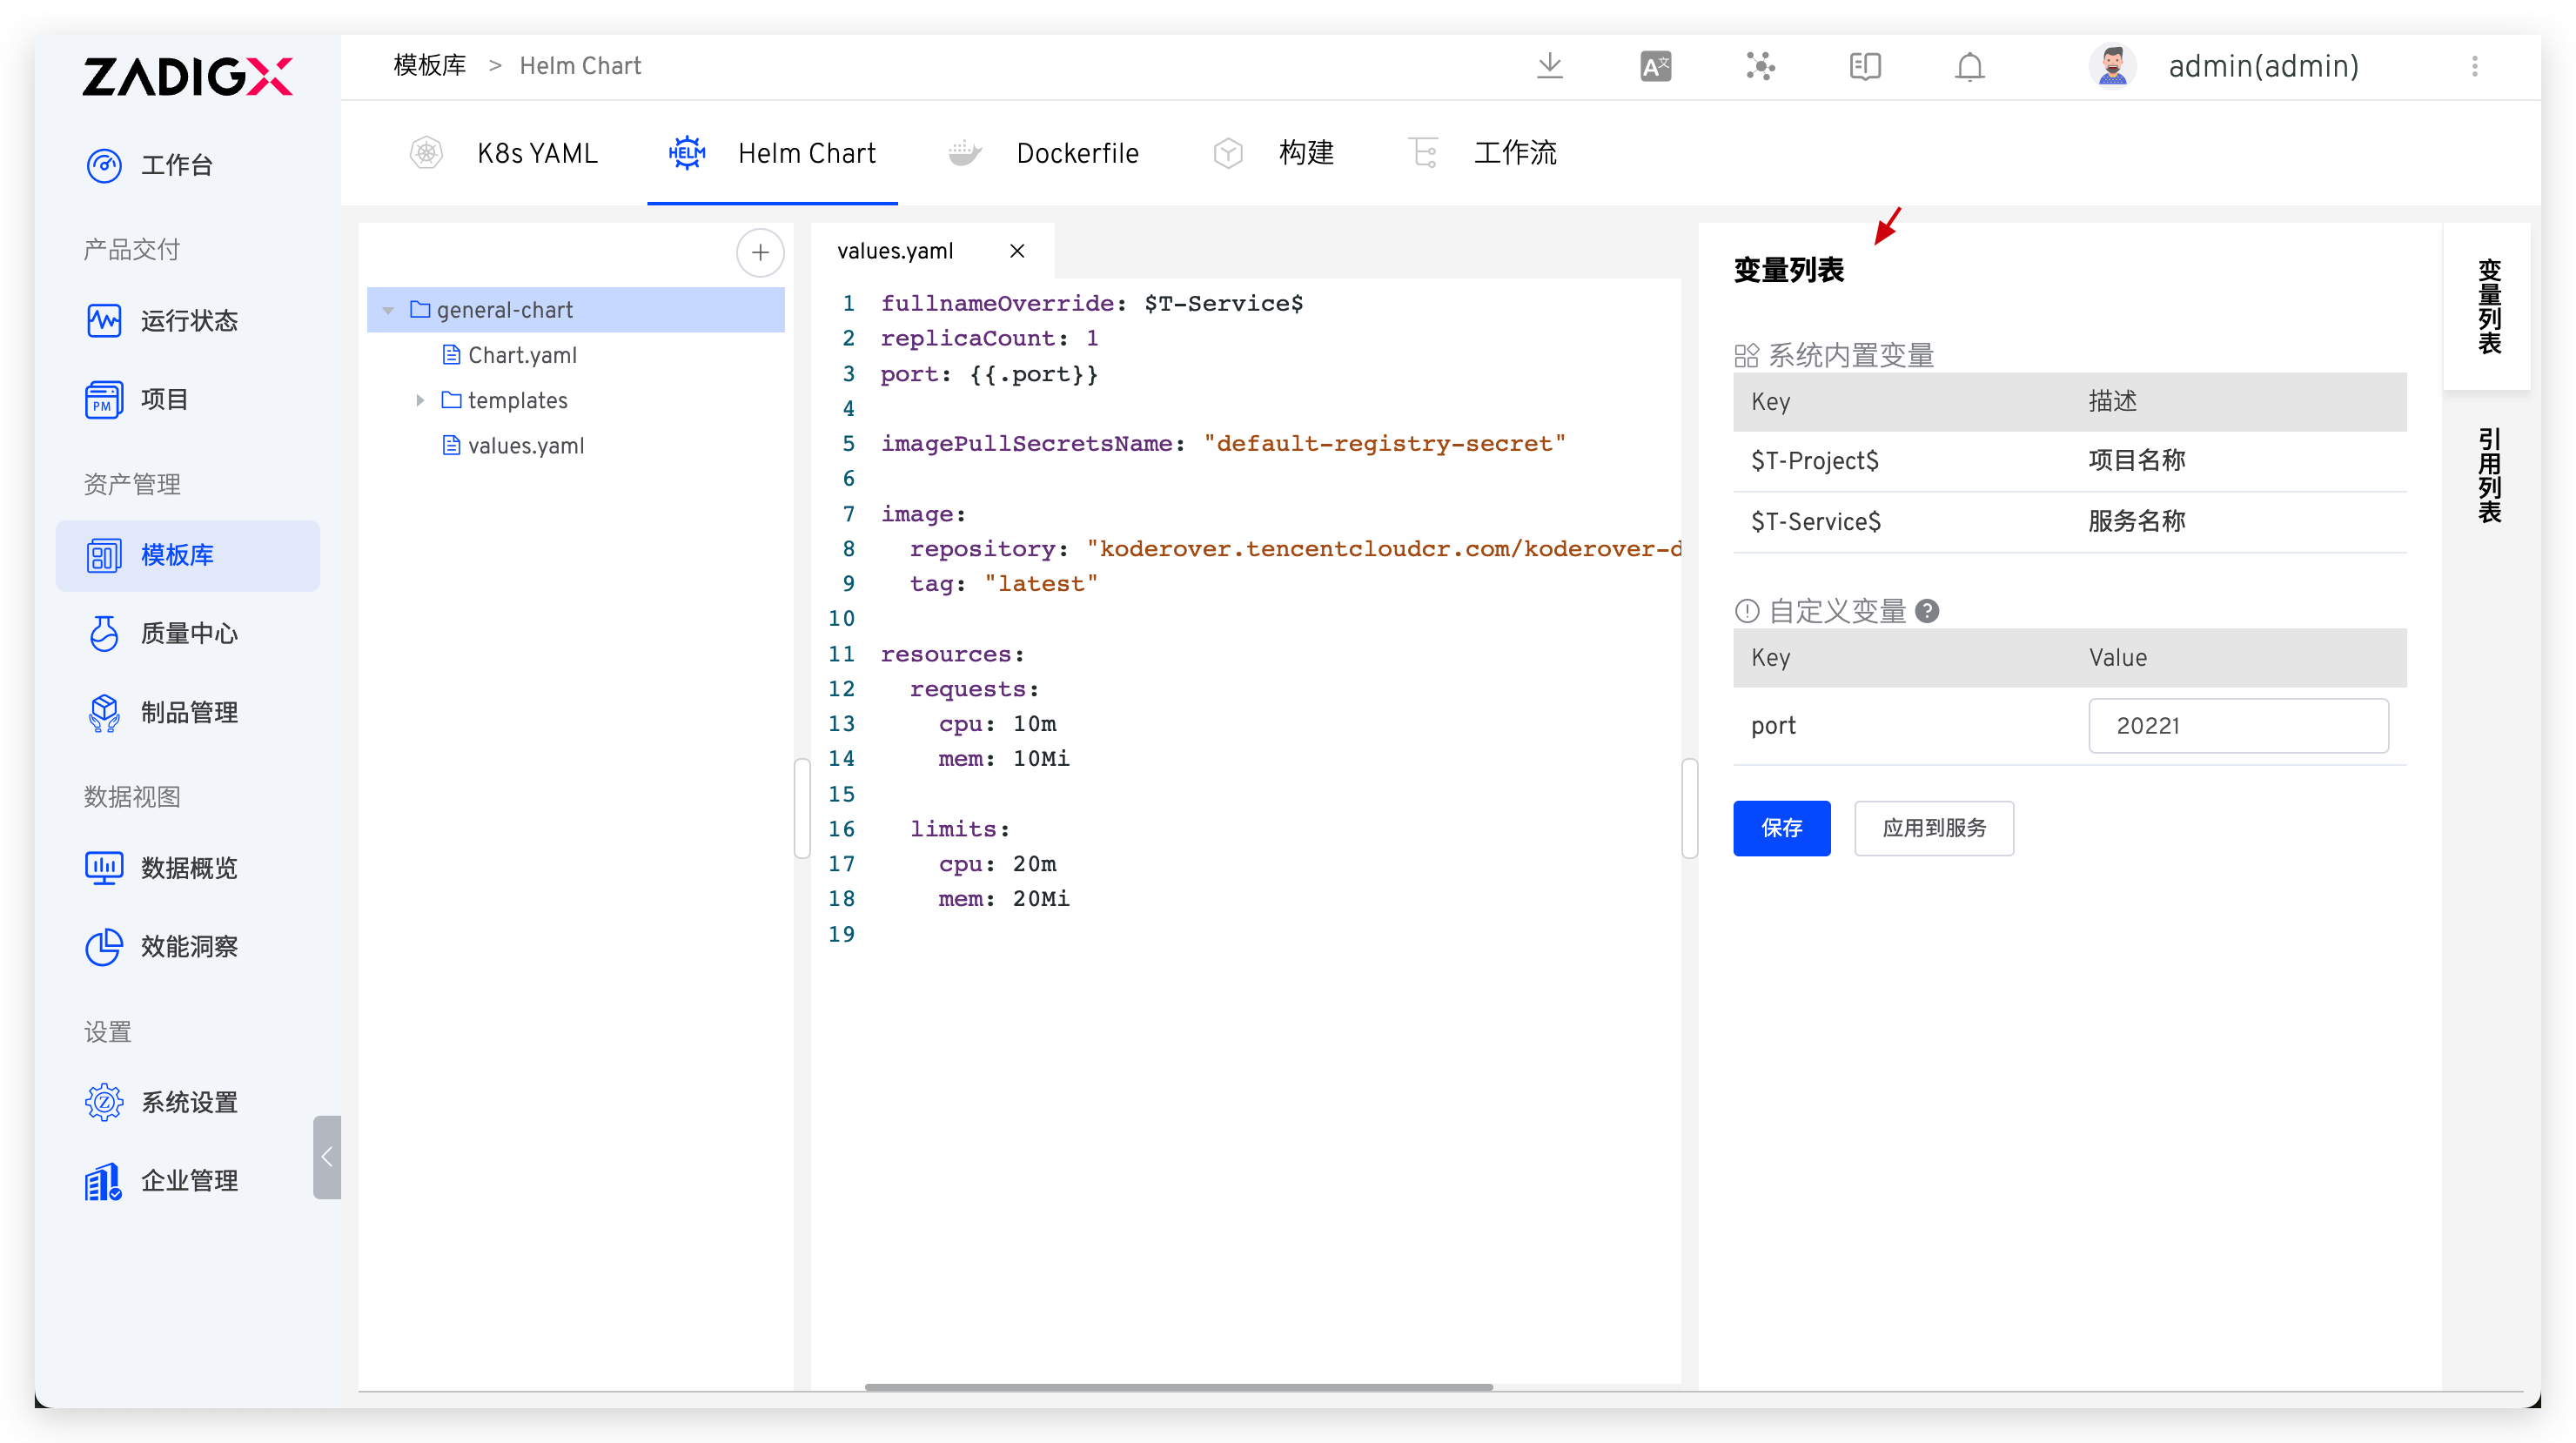 ZADIGX
工作台
产品交付
运行状态
PM
项目
资产管理
模板库
质量中心
制品管理
数据视图
数据概览
效能洞察
设置
Z
系统设置
企业管理
模板库 > Helm Chart
A文
admin(admin)
K8s YAML
HELM
Helm Chart
Dockerfile
构建
工作流
general-chart
Chart.yaml
templates
values.yaml
values.yaml
1 fullnameOverride: $T-Service$
2 replicaCount: 1
3 port: {{.port}}
4
5 imagePullSecretsName: "default-registry-secret"
6
7 image:
8 repository: "koderover.tencentcloudcr.com/koderover-d
9 tag: "latest"
10
11 resources:
12 requests:
13 cpu: 10m
14 mem: 10Mi
15
16 limits:
17 cpu: 20m
18 mem: 20Mi
19
变量列表
系统内置变量
Key 描述
$T-Project$ 项目名称
$T-Service$ 服务名称
自定义变量
Key Value
port 20221
保存 应用到服务
变量列表
引用列表